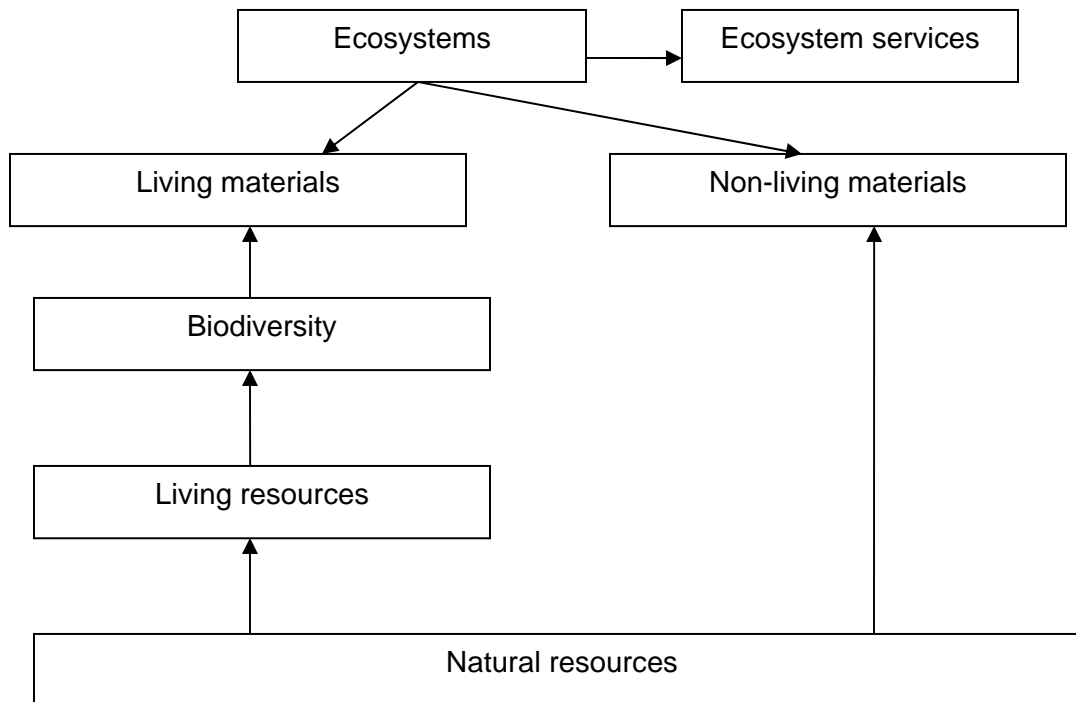 Ecosystems
Ecosystem services
Living materials
Non-living materials
Biodiversity
Living resources
Natural resources